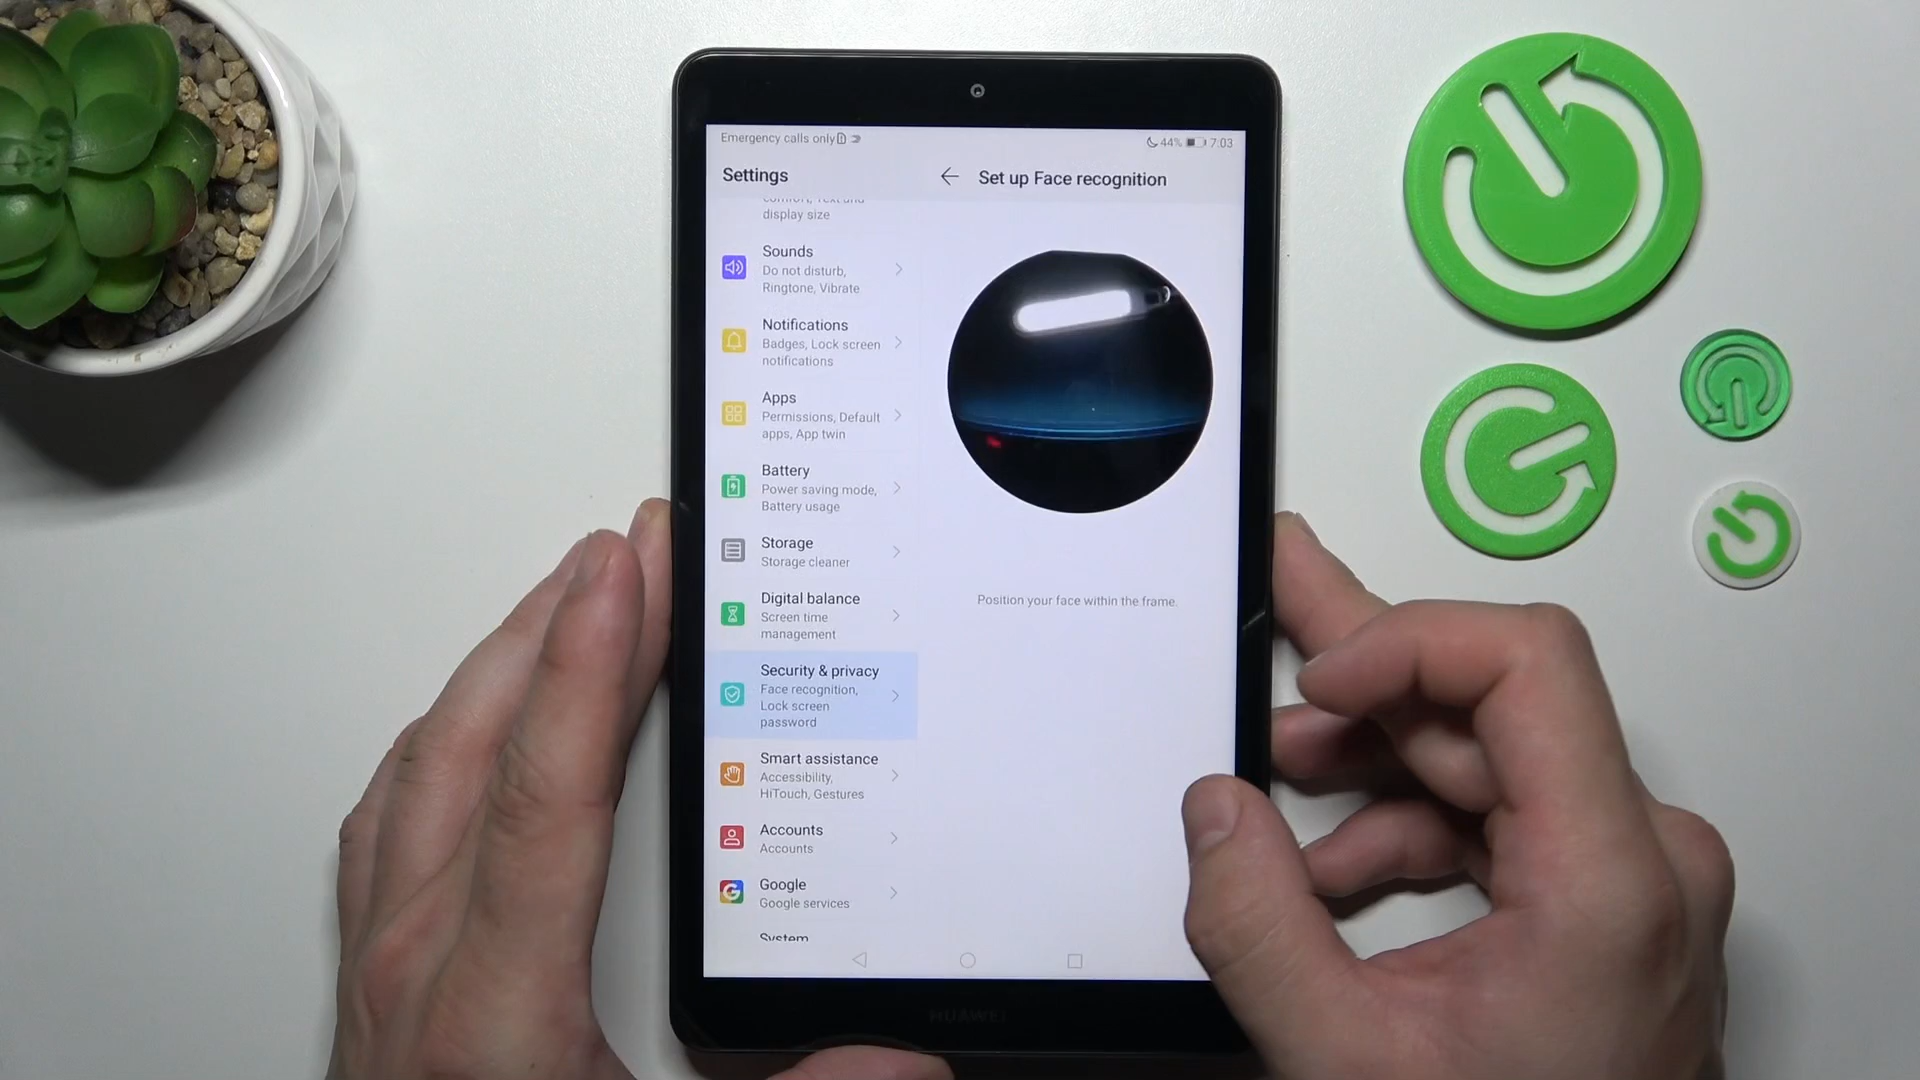 Emergency calls only
44% 7:03
Settings
Set up Face recognition
comfort, Text and
display size
Sounds
Do not disturb,
Ringtone, Vibrate
Notifications
Badges, Lock screen
notifications
Apps
Permissions, Default
apps, App twin
Battery
Power saving mode,
Battery usage
Storage
Storage cleaner
Digital balance
Screen time
management
Security & privacy
Face recognition,
Lock screen
password
Smart assistance
Accessibility,
HiTouch, Gestures
Accounts
Accounts
Google
Google services
System
Position your face within the frame.
HUAWEI